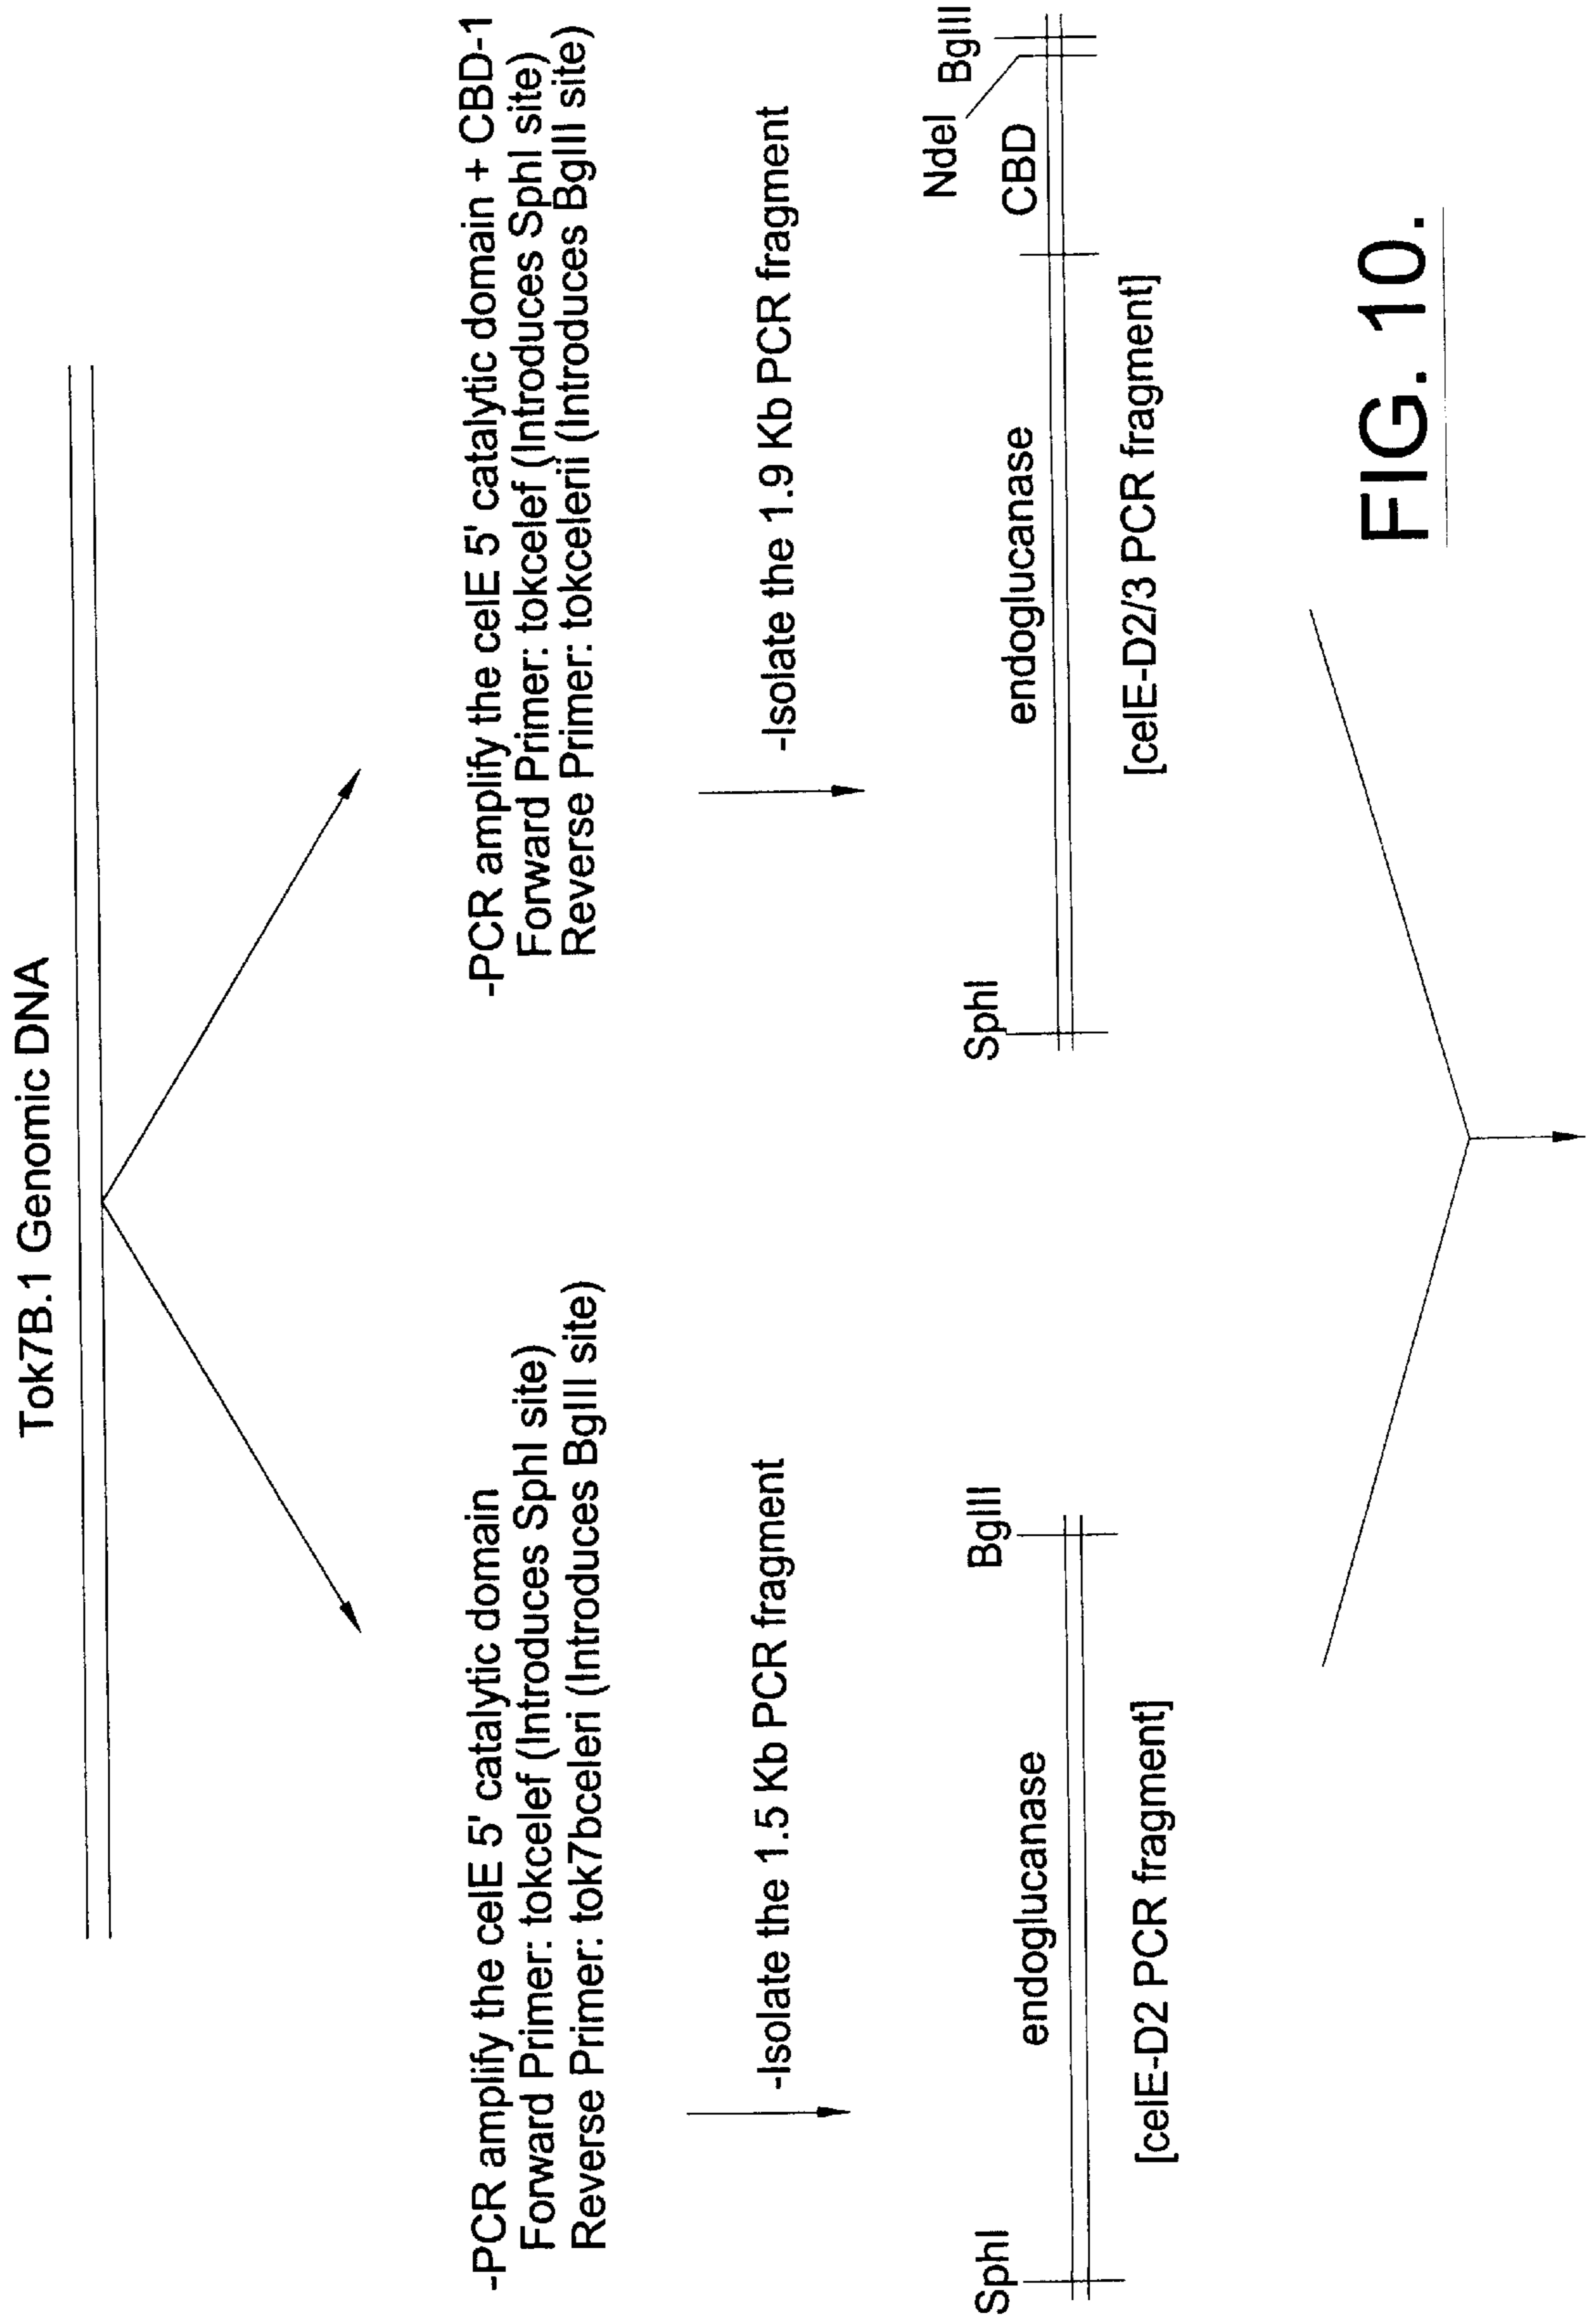 Tok7B.1 Genomic DNA
-PCR amplify the celE 5' catalytic domain
Forward Primer: tokcelef (Introduces SphI site)
Reverse Primer: tok7bceleri (Introduces BglII site)
-Isolate the 1.5 Kb PCR fragment
SphI
BglII
endoglucanase
[celE-D2 PCR fragment]
-PCR amplify the celE 5' catalytic domain + CBD-1
Forward Primer: tokcelef (Introduces SphI site)
Reverse Primer: tokcelerii (Introduces BglII site)
-Isolate the 1.9 Kb PCR fragment
SphI
NdeI BglII
endoglucanase
CBD
[celE-D2/3 PCR fragment]
FIG. 10.